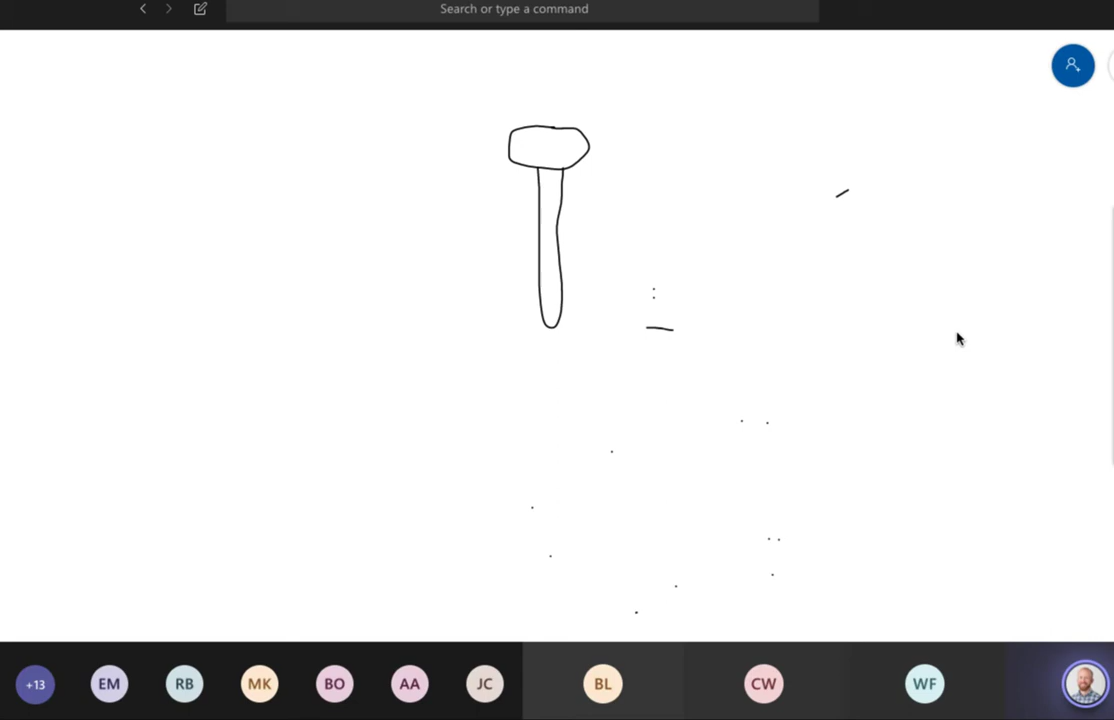 Search or type a command
+13
EM
RB
MK
BO
AA
JC
BL
CW
WF